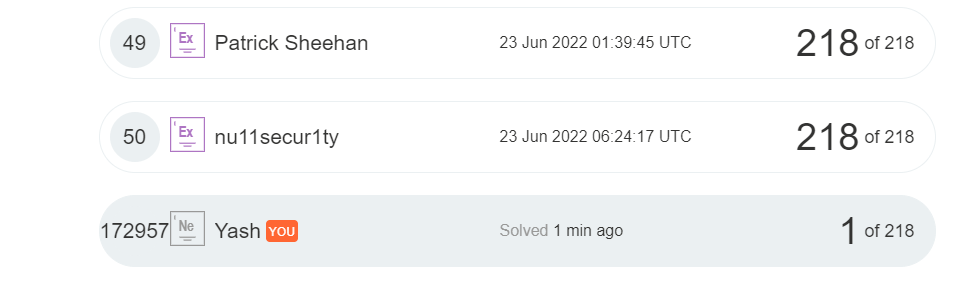 49 Ex Patrick Sheehan 23 Jun 2022 01:39:45 UTC 218 of 218
50 Ex nu11secur1ty 23 Jun 2022 06:24:17 UTC 218 of 218
172957 Ne Yash YOU Solved 1 min ago 1 of 218